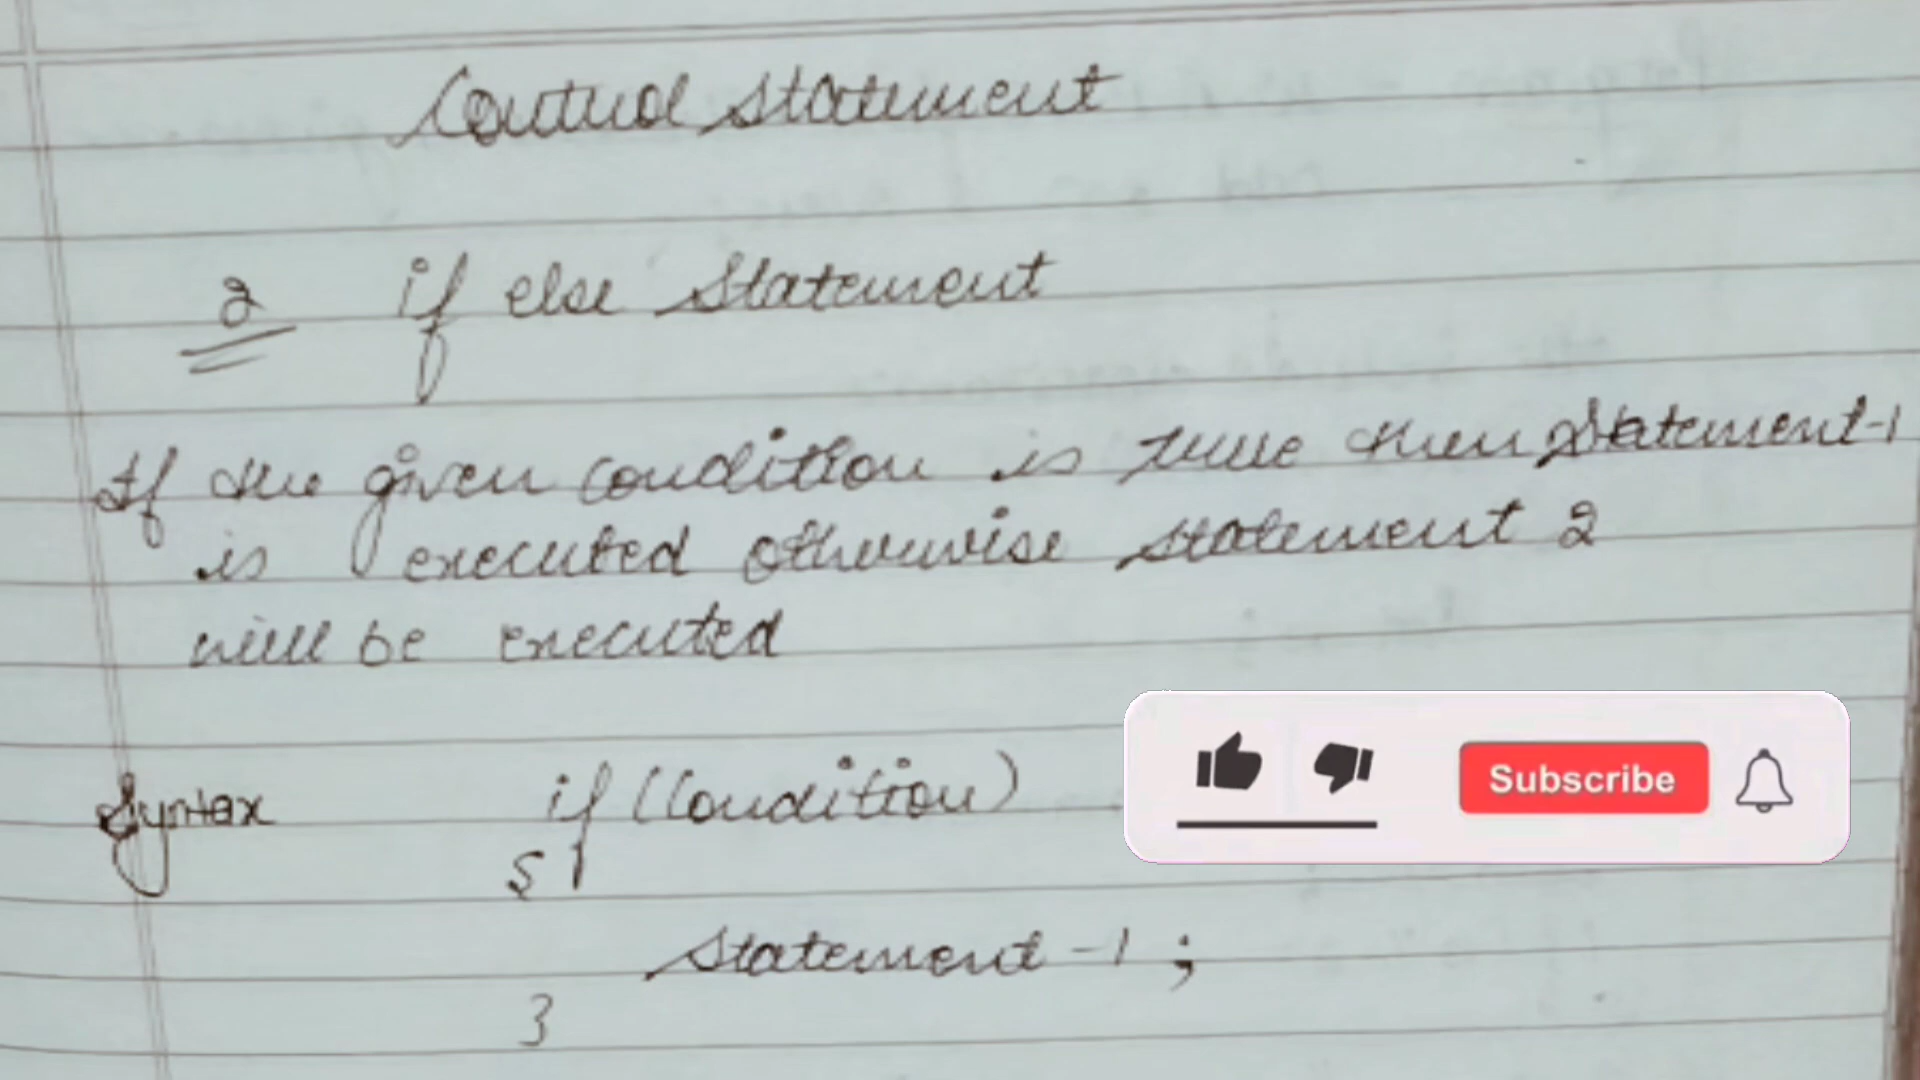 Control Statement
2 if else Statement
If the given condition is true then Statement-1
is executed otherwise statement 2
will be executed
Syntax if (Condition)
{
Statement-1;
}
Subscribe